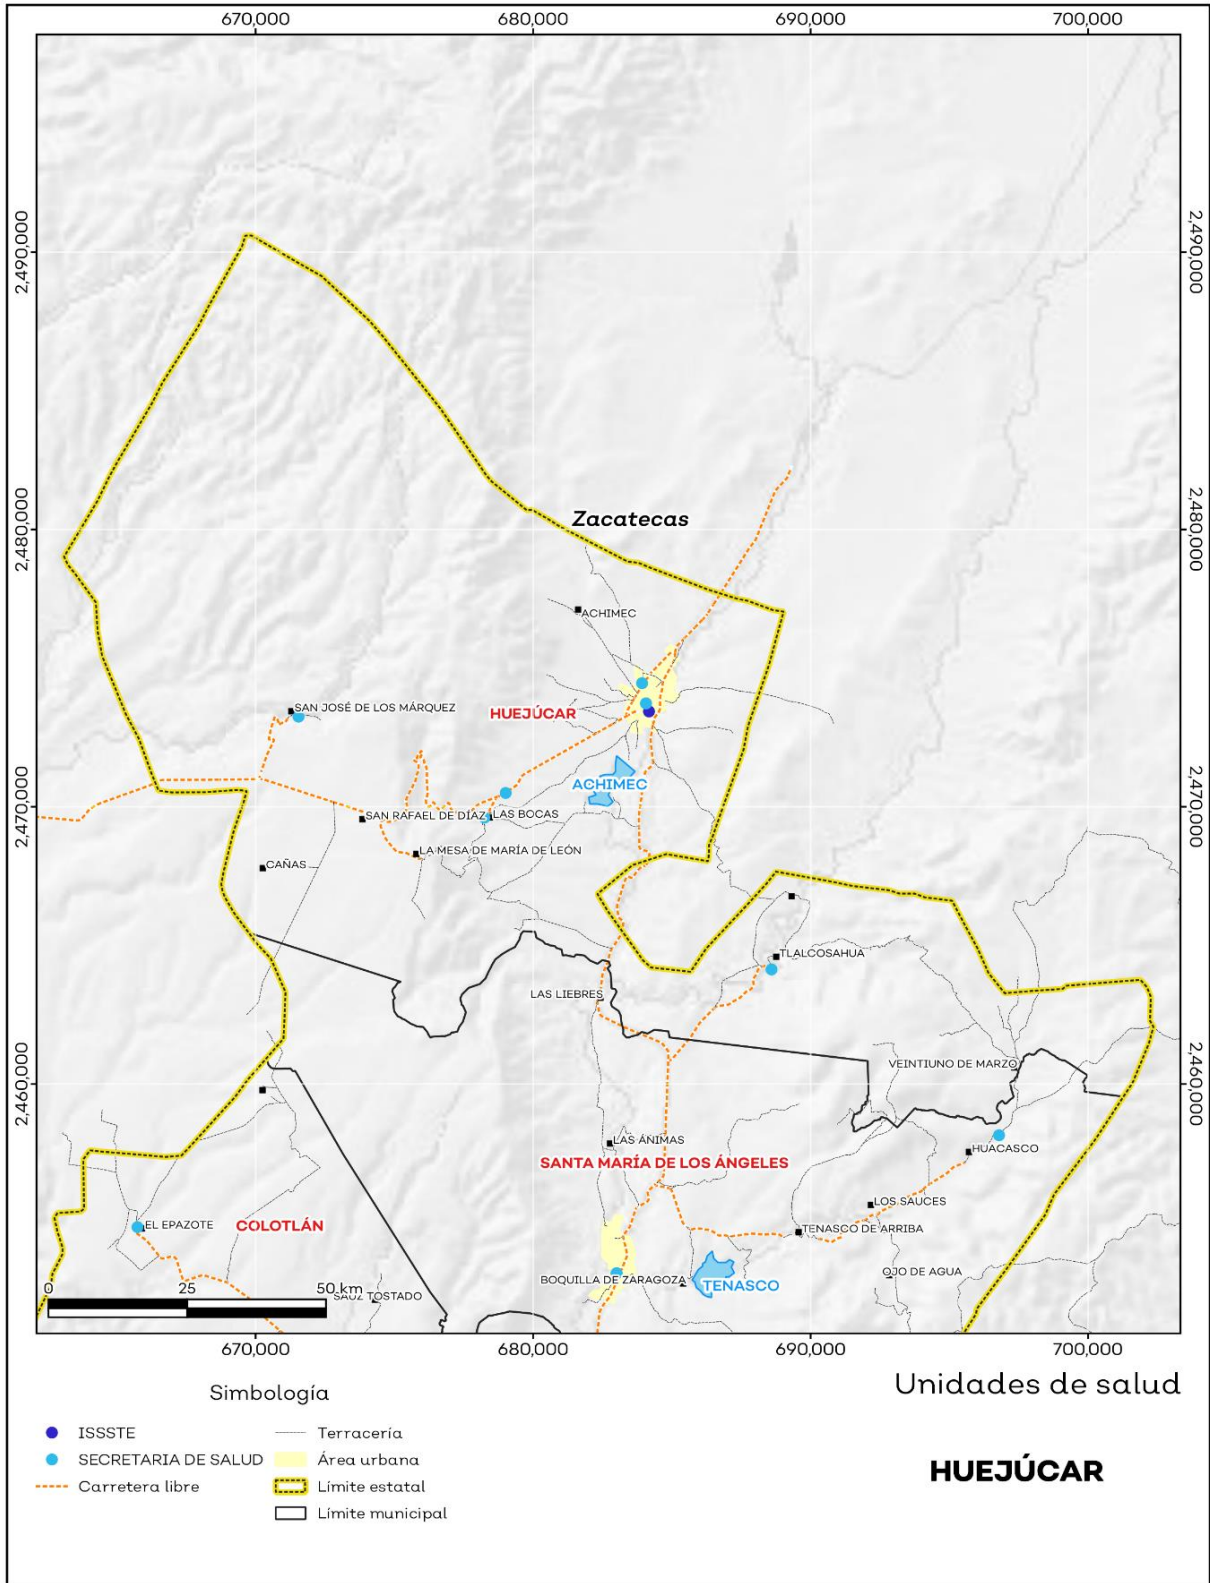 670,000 680,000 690,000 700,000
2,490,000 2,490,000
2,480,000 2,480,000
2,470,000 2,470,000
2,460,000 2,460,000
Zacatecas
ACHIMEC
SAN JOSÉ DE LOS MÁRQUEZ
HUEJÚCAR
ACHIMEC
SAN RAFAEL DE DÍAZ
LAS BOCAS
LA MESA DE MARÍA DE LEÓN
CAÑAS
TLALCOSAHUA
LAS LIEBRES
VEINTIUNO DE MARZO
LAS ÁNIMAS
HUACASCO
SANTA MARÍA DE LOS ÁNGELES
LOS SAUCES
EL EPAZOTE
COLOTLÁN
TENASCO DE ARRIBA
OJO DE AGUA
BOQUILLA DE ZARAGOZA
TENASCO
0 25 50 km
SAUZ TOSTADO
670,000 680,000 690,000 700,000
Unidades de salud
HUEJÚCAR
Simbología
ISSSTE
SECRETARIA DE SALUD
Carretera libre
Terracería
Área urbana
Límite estatal
Límite municipal